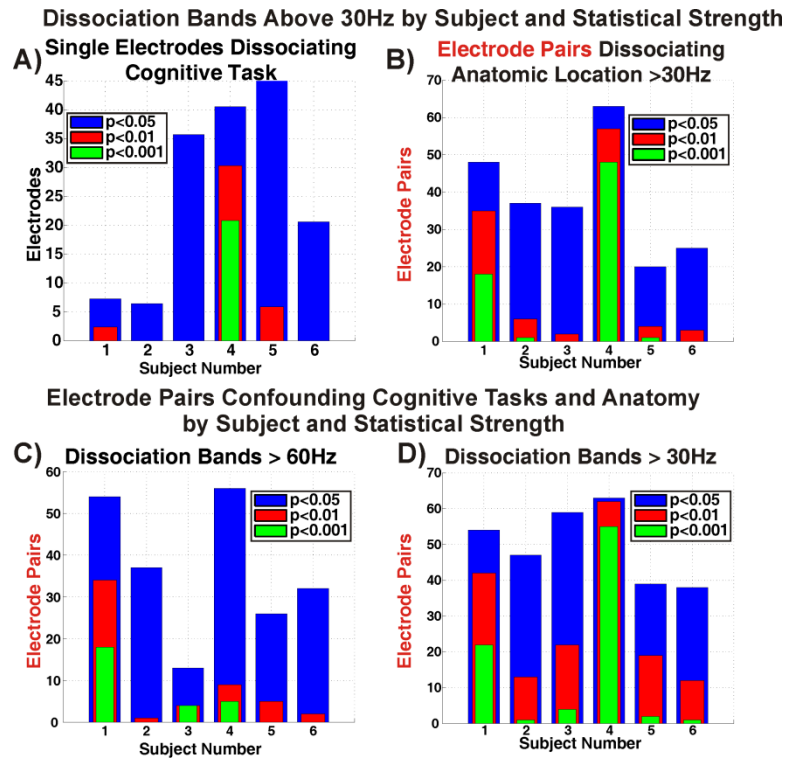 Dissociation Bands Above 30Hz by Subject and Statistical Strength
A)
Single Electrodes Dissociating
Cognitive Task
45
40
35
30
25
20
15
10
5
0
Electrodes
p<0.05
p<0.01
p<0.001
1 2 3 4 5 6
Subject Number
B)
Electrode Pairs Dissociating
Anatomic Location >30Hz
70
60
50
40
30
20
10
0
Electrode Pairs
p<0.05
p<0.01
p<0.001
1 2 3 4 5 6
Subject Number
Electrode Pairs Confounding Cognitive Tasks and Anatomy
by Subject and Statistical Strength
C)
Dissociation Bands > 60Hz
60
50
40
30
20
10
0
Electrode Pairs
p<0.05
p<0.01
p<0.001
1 2 3 4 5 6
Subject Number
D)
Dissociation Bands > 30Hz
70
60
50
40
30
20
10
0
Electrode Pairs
p<0.05
p<0.01
p<0.001
1 2 3 4 5 6
Subject Number